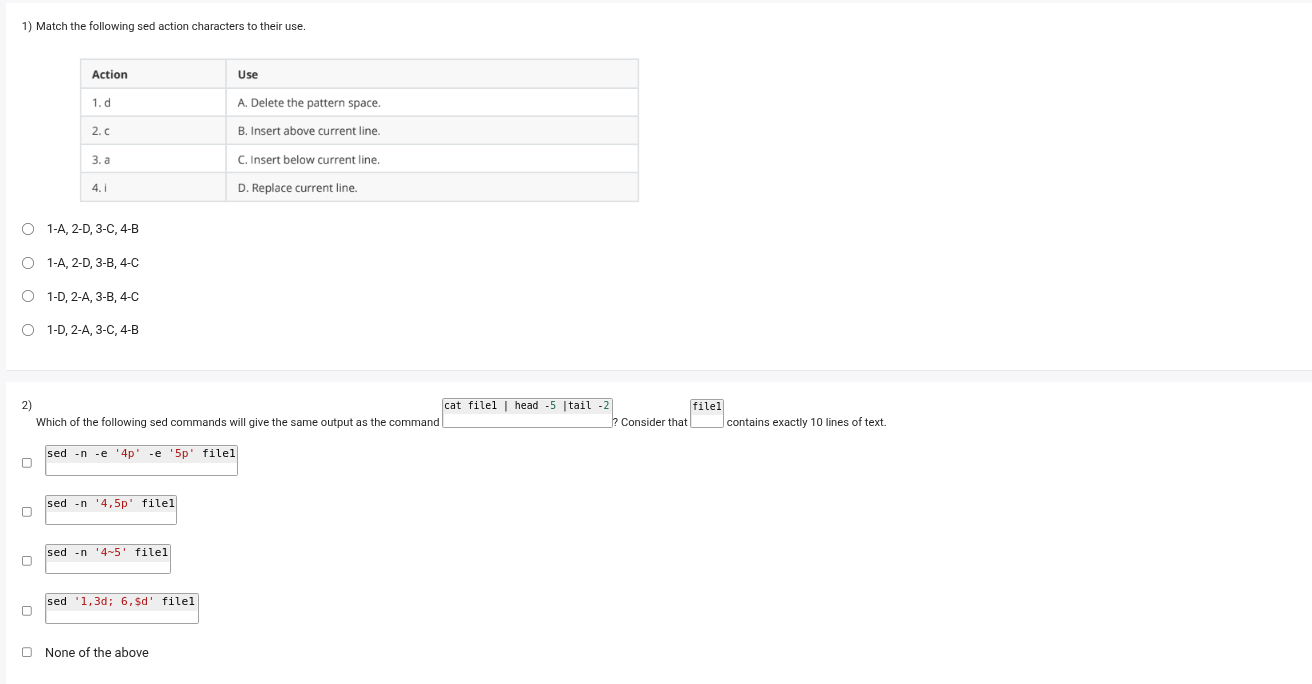 1) Match the following sed action characters to their use.
Action Use
1. d A. Delete the pattern space.
2. c B. Insert above current line.
3. a C. Insert below current line.
4. i D. Replace current line.
1-A, 2-D, 3-C, 4-B
1-A, 2-D, 3-B, 4-C
1-D, 2-A, 3-B, 4-C
1-D, 2-A, 3-C, 4-B
2)
Which of the following sed commands will give the same output as the command cat file1 | head -5 |tail -2 ? Consider that file1 contains exactly 10 lines of text.
sed -n -e '4p' -e '5p' file1
sed -n '4,5p' file1
sed -n '4~5' file1
sed '1,3d; 6,$d' file1
None of the above